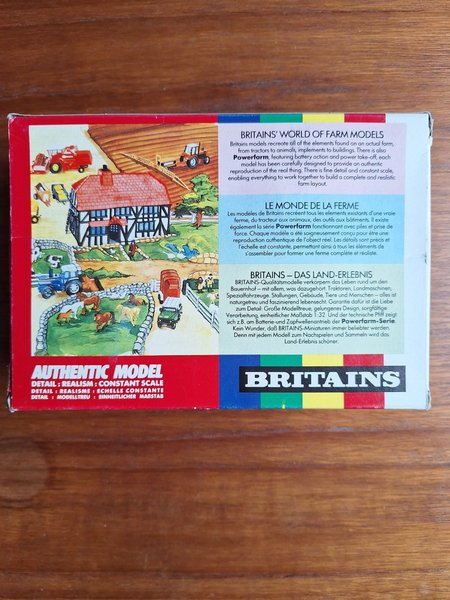 BRITAINS' WORLD OF FARM MODELS
Britains models recreate all of the elements found on an actual farm,
from tractors to animals, implements to buildings. There is also
Powerfarm, featuring battery action and power take-off, each
model has been carefully designed to provide an authentic
reproduction of the real thing. There is fine detail and constant scale,
enabling everything to work together to build a complete and realistic
farm layout.
LE MONDE DE LA FERME
Les modèles de Britains recréent tous les elements existants d'une vraie
ferme, du tracteur aux animaux, des outils aux bâtiments. Il existe
également la série Powerfarm fonctionnant avec piles et prise de
force. Chaque modèle a été soigneusement conçu pour être une
reproduction authentique de l'objet réel. Les détails sont précis et
l'échelle est constante, permettant ainsi à tous les éléments de
s'assembler pour former une ferme complète et réaliste.
BRITAINS – DAS LAND-ERLEBNIS
BRITAINS-Qualitätsmodelle verkörpern das Leben rund um den
Bauernhof – mit allem, was dazugehört. Traktoren, Landmaschinen,
Spezialfahrzeuge, Stallungen, Gebäude, Tiere und Menschen – alles ist
naturgetreu und faszinierend lebensecht. Garantie dafür ist die Liebe
zum Detail: Große Modelltreue, gelungenes Design, sorgfältige
Verarbeitung, einheitlicher Maßstab 1:32. Und der technische Pfiff zeigt
sich z.B. am Batterie- und Zapfwellenantrieb der Powerfarm-Serie.
Kein Wunder, daß BRITAINS-Miniaturen immer beliebter werden.
Denn mit jedem Modell zum Nachspielen und Sammeln wird das
Land-Erlebnis schöner.
AUTHENTIC MODEL
DETAIL : REALISM : CONSTANT SCALE
DETAIL : REALISME : ECHELLE CONSTANTE
DETAIL : MODELLTREU : EINHEITLICHER MAßSTAB
BRITAINS